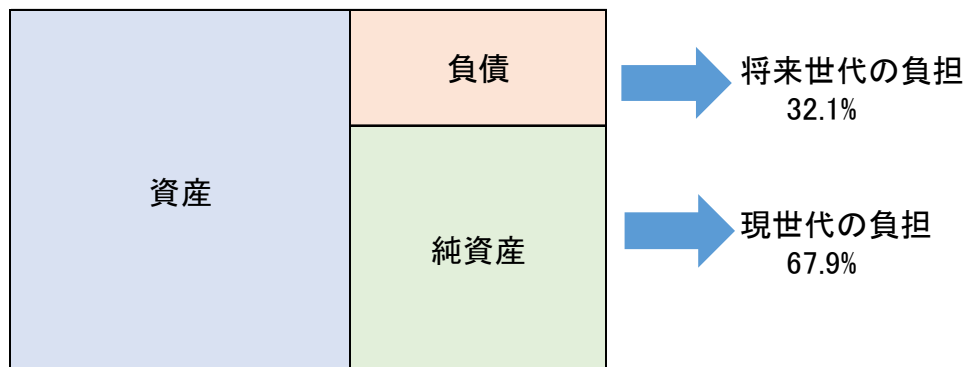 資産
負債
純資産
将来世代の負担
32.1%
現世代の負担
67.9%